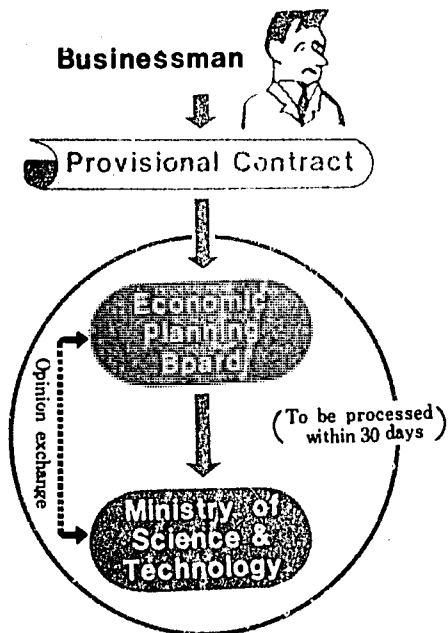 Businessman
Provisional Contract
Economic
Planning
Board
Opinion exchange
(To be processed
within 30 days)
Ministry of
Science &
Technology